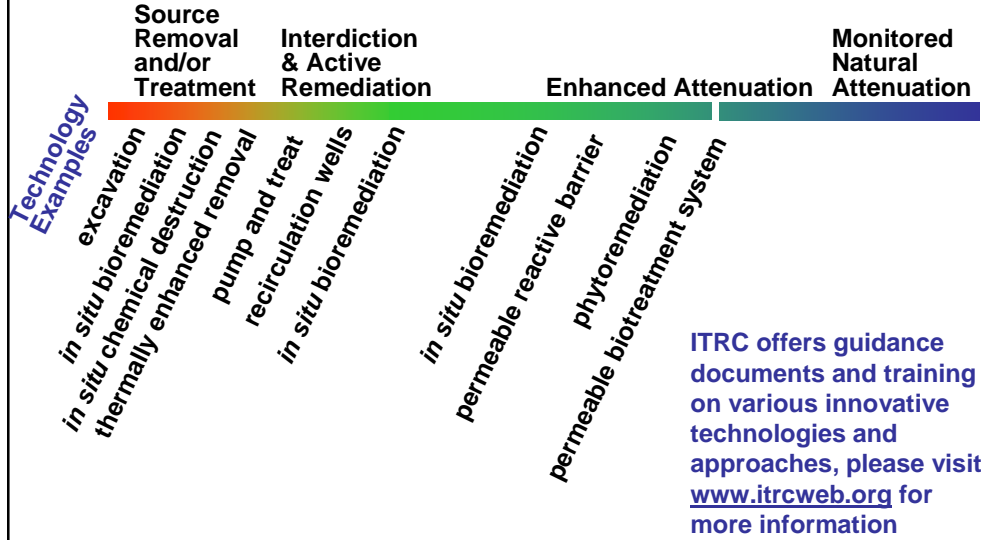 Source
Removal
and/or
Treatment
Interdiction
& Active
Remediation
Enhanced Attenuation
Monitored
Natural
Attenuation
Technology
Examples
excavation
in situ bioremediation
in situ chemical destruction
thermally enhanced removal
pump and treat
recirculation wells
in situ bioremediation
in situ bioremediation
permeable reactive barrier
phytoremediation
permeable biotreatment system
ITRC offers guidance
documents and training
on various innovative
technologies and
approaches, please visit
www.itrcweb.org for
more information